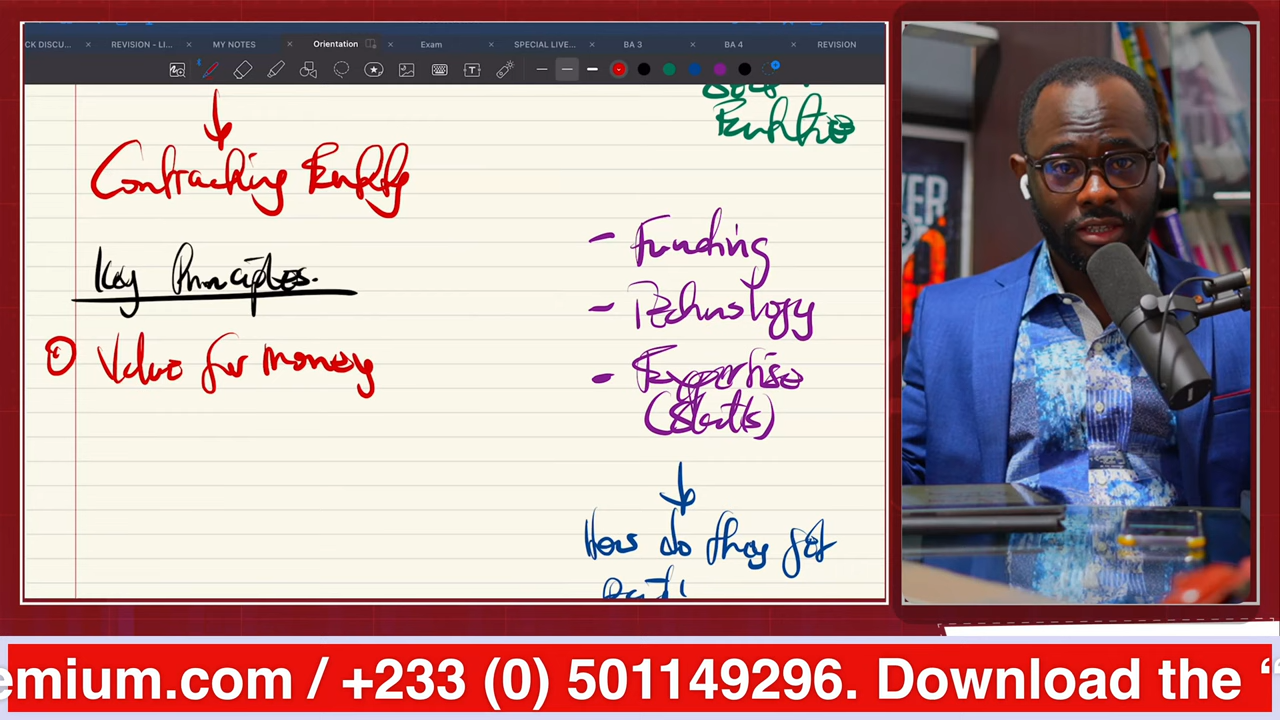 CK DISCU... REVISION - LI... MY NOTES Orientation Exam SPECIAL LIVE... BA 3 BA 4 REVISION
T
Contracting Entity
Key Principles.
① Value for money
Entities
- Funding
- Technology
- Expertise
(Skills)
How do they get
emium.com / +233 (0) 501149296. Download the “